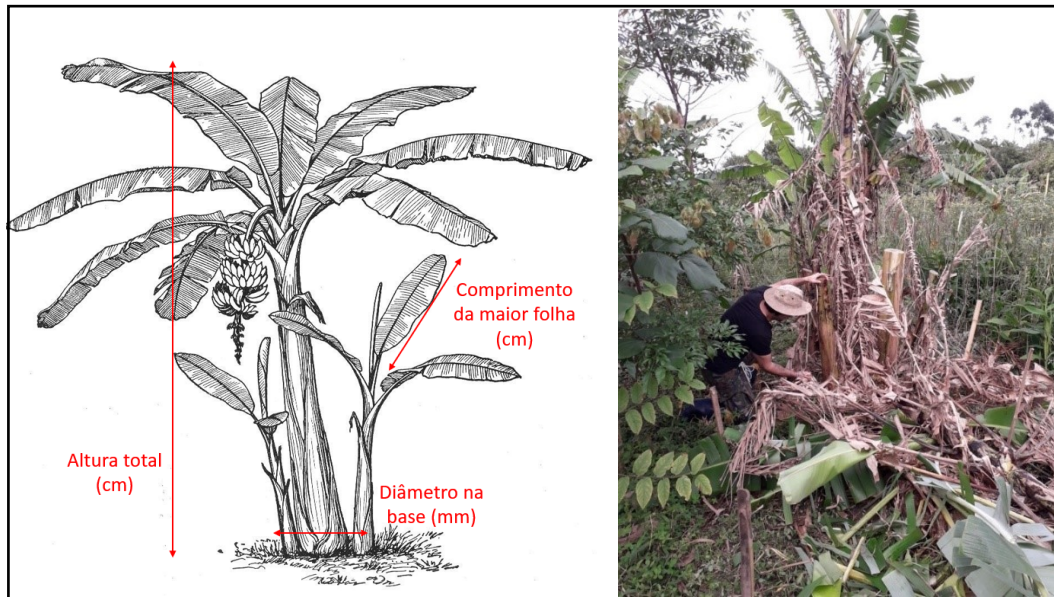 Comprimento
da maior folha
(cm)
Altura total
(cm)
Diâmetro na
base (mm)